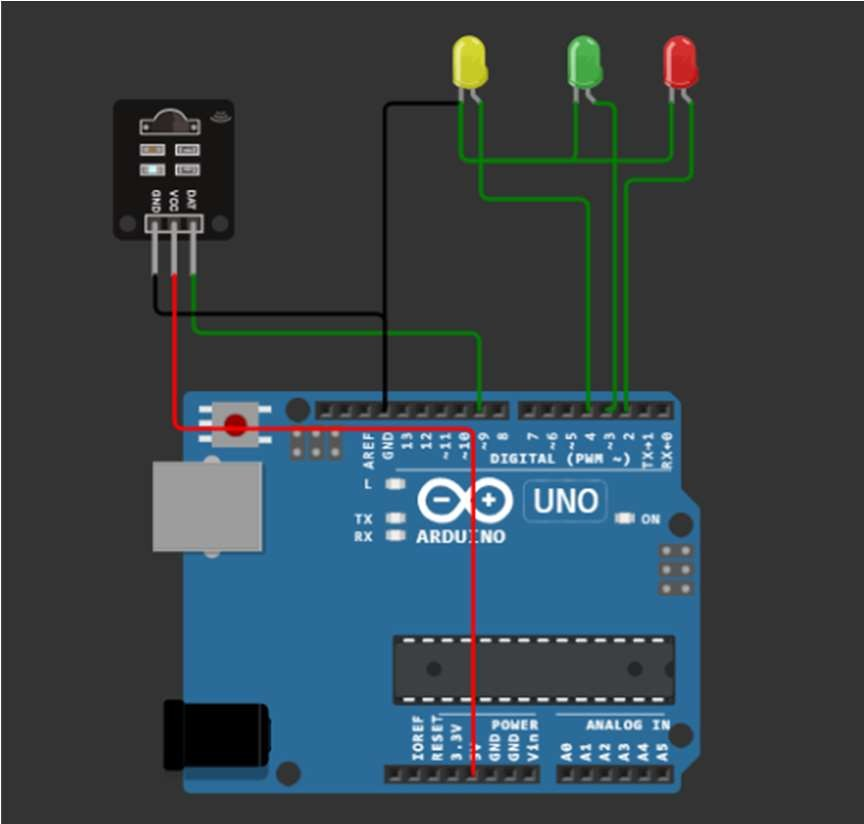 GND
VCC
DAT
AREF
GND
13
12
~11
~10
~9
8
7
~6
~5
4
~3
2
TX→1
RX←0
DIGITAL (PWM ~)
L
TX
RX
UNO
ON
ARDUINO
IOREF
RESET
3.3V
5V
GND
GND
Vin
POWER
ANALOG IN
A0
A1
A2
A3
A4
A5